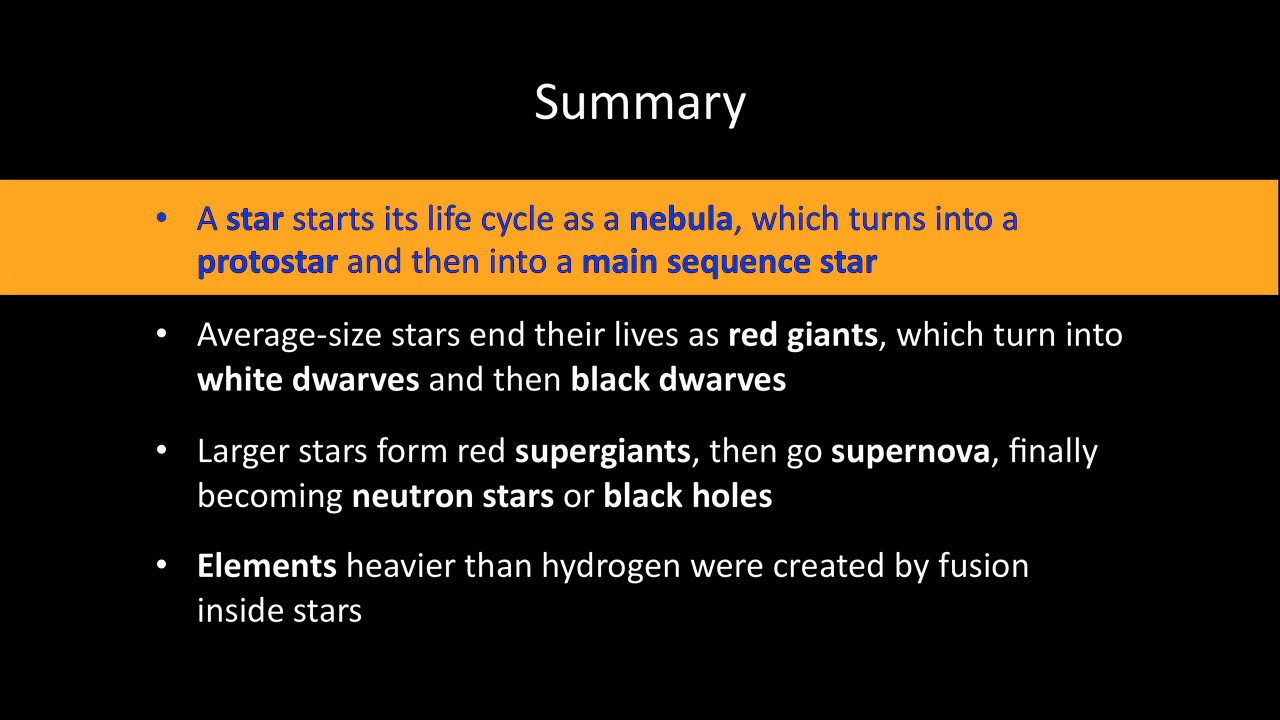 Summary
• A star starts its life cycle as a nebula, which turns into a
protostar and then into a main sequence star
• Average-size stars end their lives as red giants, which turn into
white dwarves and then black dwarves
• Larger stars form red supergiants, then go supernova, finally
becoming neutron stars or black holes
• Elements heavier than hydrogen were created by fusion
inside stars